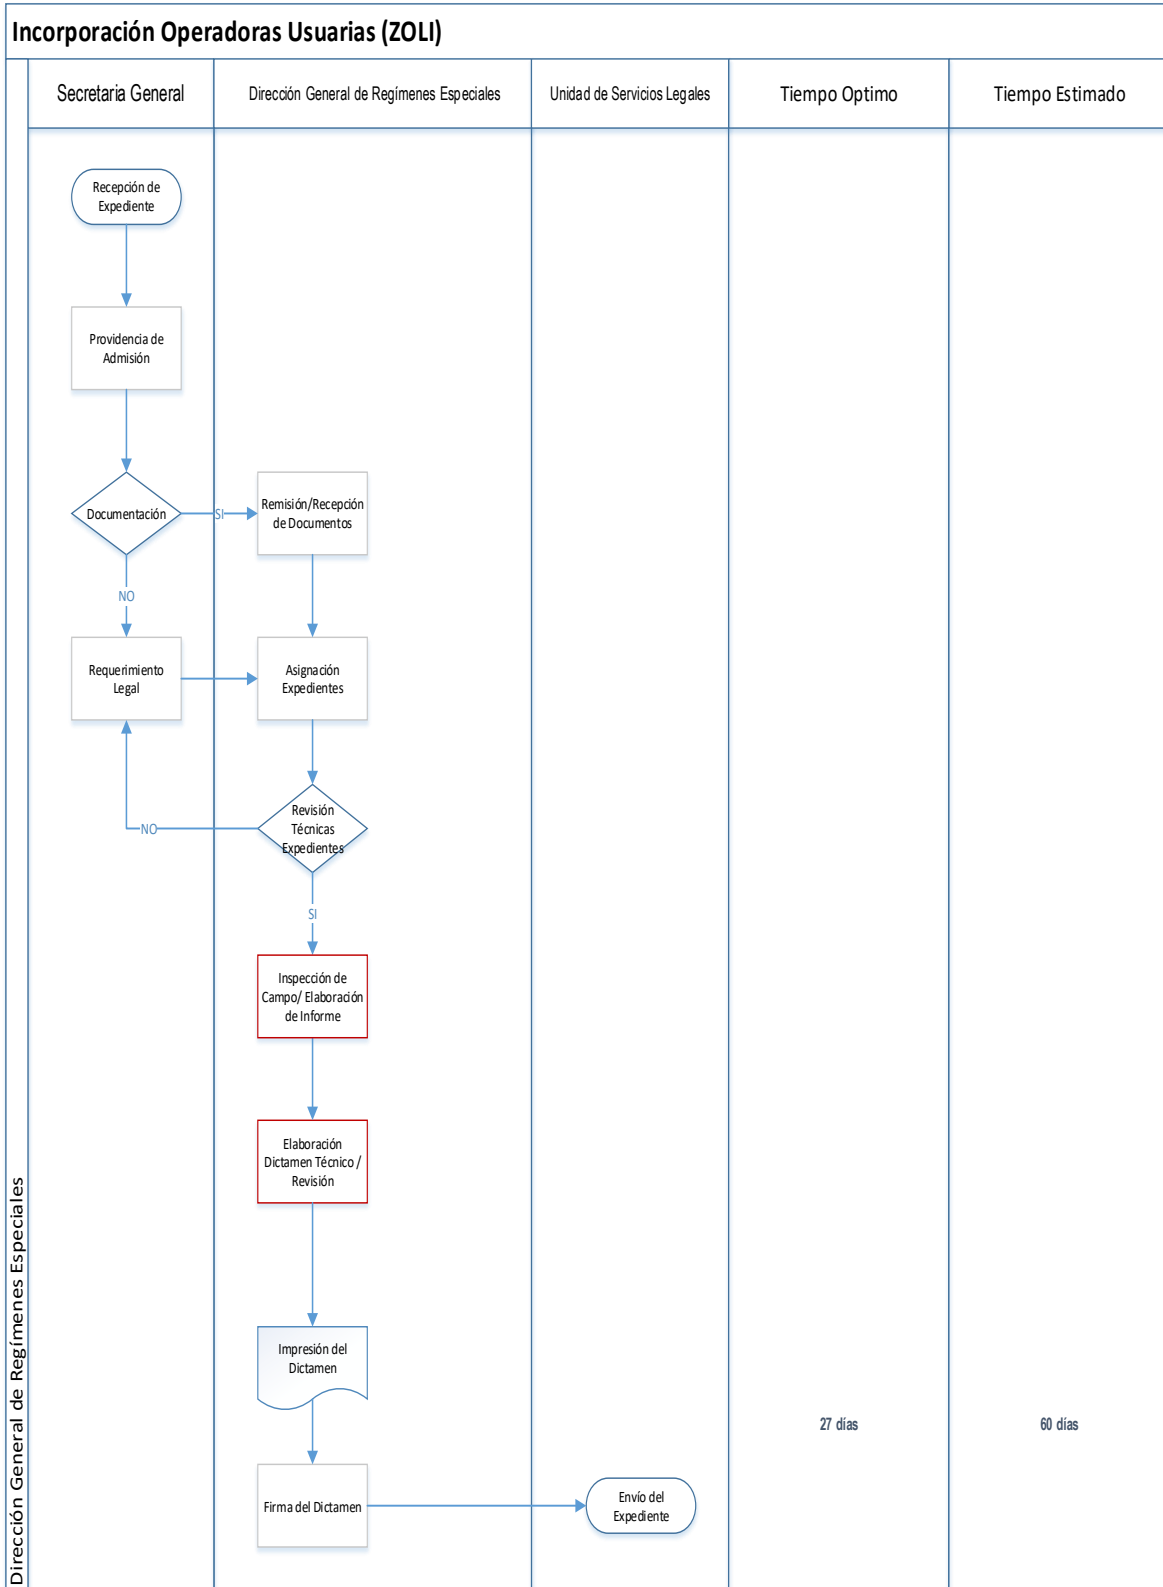 Incorporación Operadoras Usuarias (ZOLI)
Secretaria General
Dirección General de Regímenes Especiales
Unidad de Servicios Legales
Tiempo Optimo
Tiempo Estimado
Recepción de
Expediente
Providencia de
Admisión
Documentación
SI
Remisión/Recepción
de Documentos
NO
Requerimiento
Legal
Asignación
Expedientes
Revisión
Técnicas
Expedientes
NO
SI
Inspección de
Campo/ Elaboración
de Informe
Elaboración
Dictamen Técnico /
Revisión
Impresión del
Dictamen
27 días
60 días
Firma del Dictamen
Envío del
Expediente
Dirección General de Regímenes Especiales